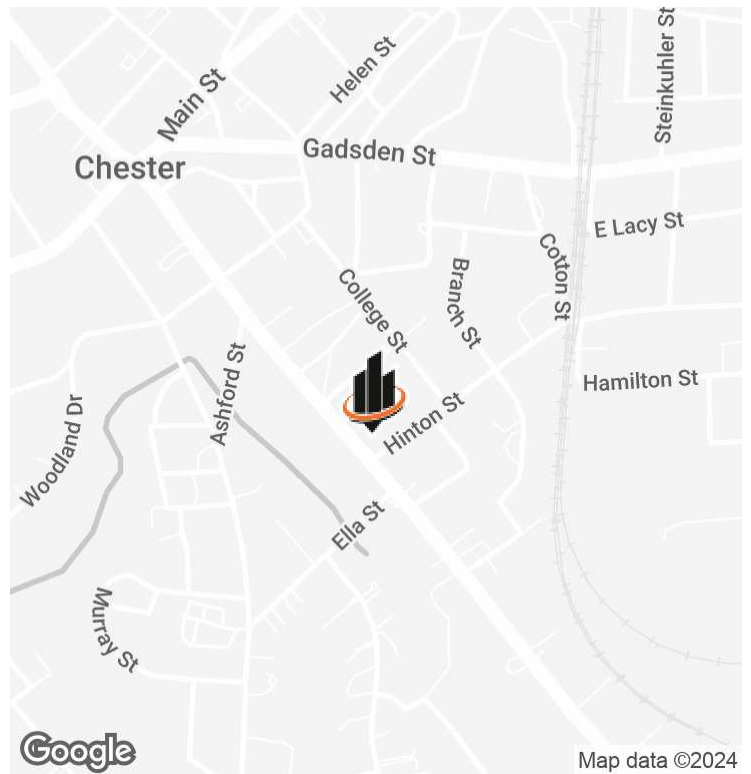 Steinkuhler St
Helen St
Main St
Gadsden St
Chester
E Lacy St
Cotton St
Branch St
College St
Ashford St
Hamilton St
Woodland Dr
Hinton St
Ella St
Murray St
Google
Map data ©2024